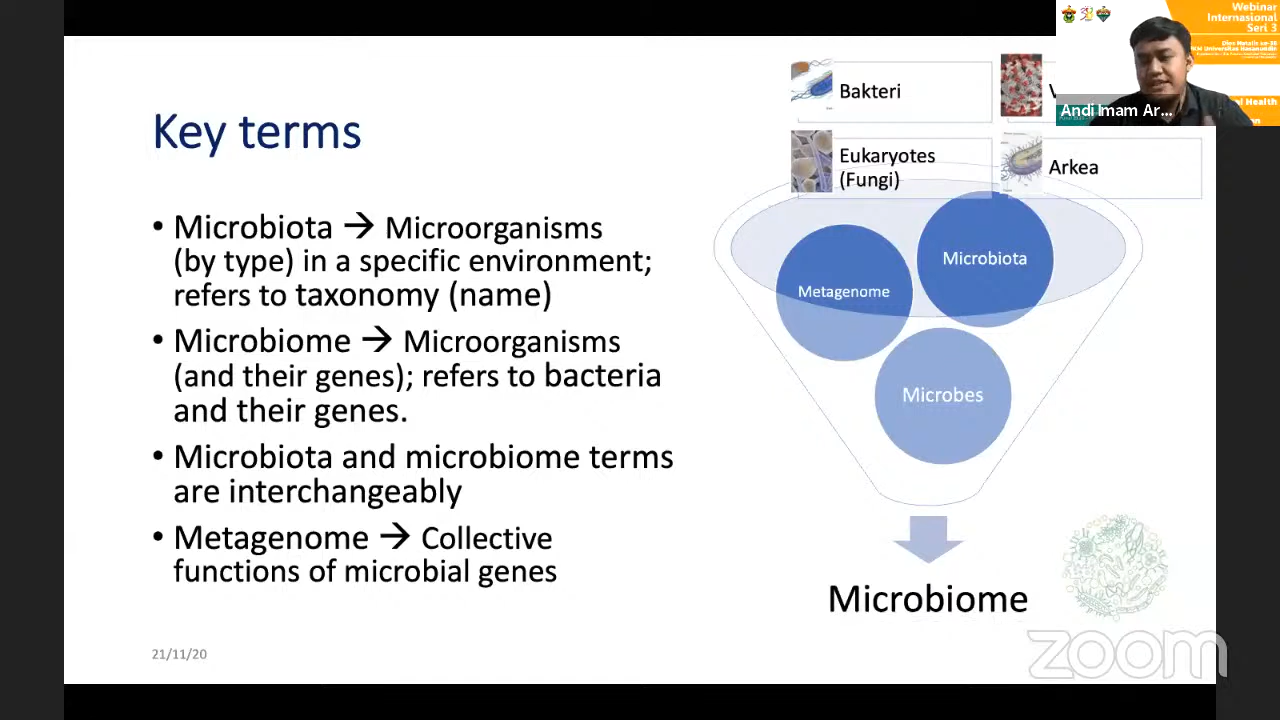 Key terms
• Microbiota → Microorganisms
(by type) in a specific environment;
refers to taxonomy (name)
• Microbiome → Microorganisms
(and their genes); refers to bacteria
and their genes.
• Microbiota and microbiome terms
are interchangeably
• Metagenome → Collective
functions of microbial genes
21/11/20
Bakteri
V
Eukaryotes
(Fungi)
Arkea
Metagenome
Microbiota
Microbes
Microbiome
zoom
Webinar
Internasional
Seri 3
Andi Imam Ar...